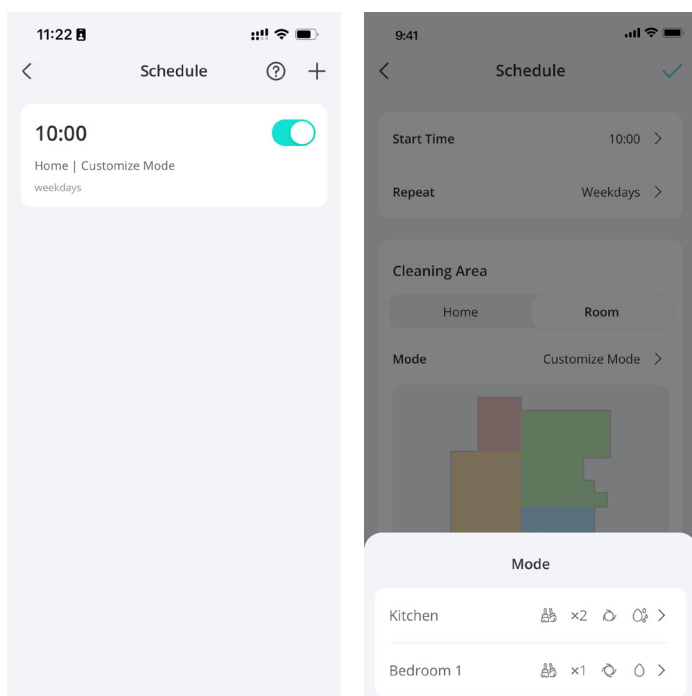 11:22
Schedule
10:00
Home | Customize Mode
weekdays
9:41
Schedule
Start Time 10:00
Repeat Weekdays
Cleaning Area
Home Room
Mode Customize Mode
Mode
Kitchen ×2
Bedroom 1 ×1